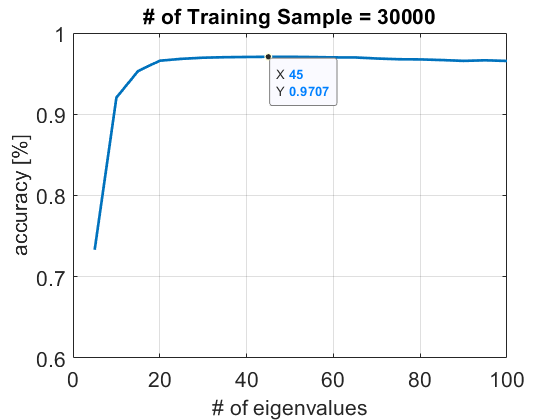 # of Training Sample = 30000
1
0.9
0.8
0.7
0.6
accuracy [%]
X 45
Y 0.9707
0 20 40 60 80 100
# of eigenvalues